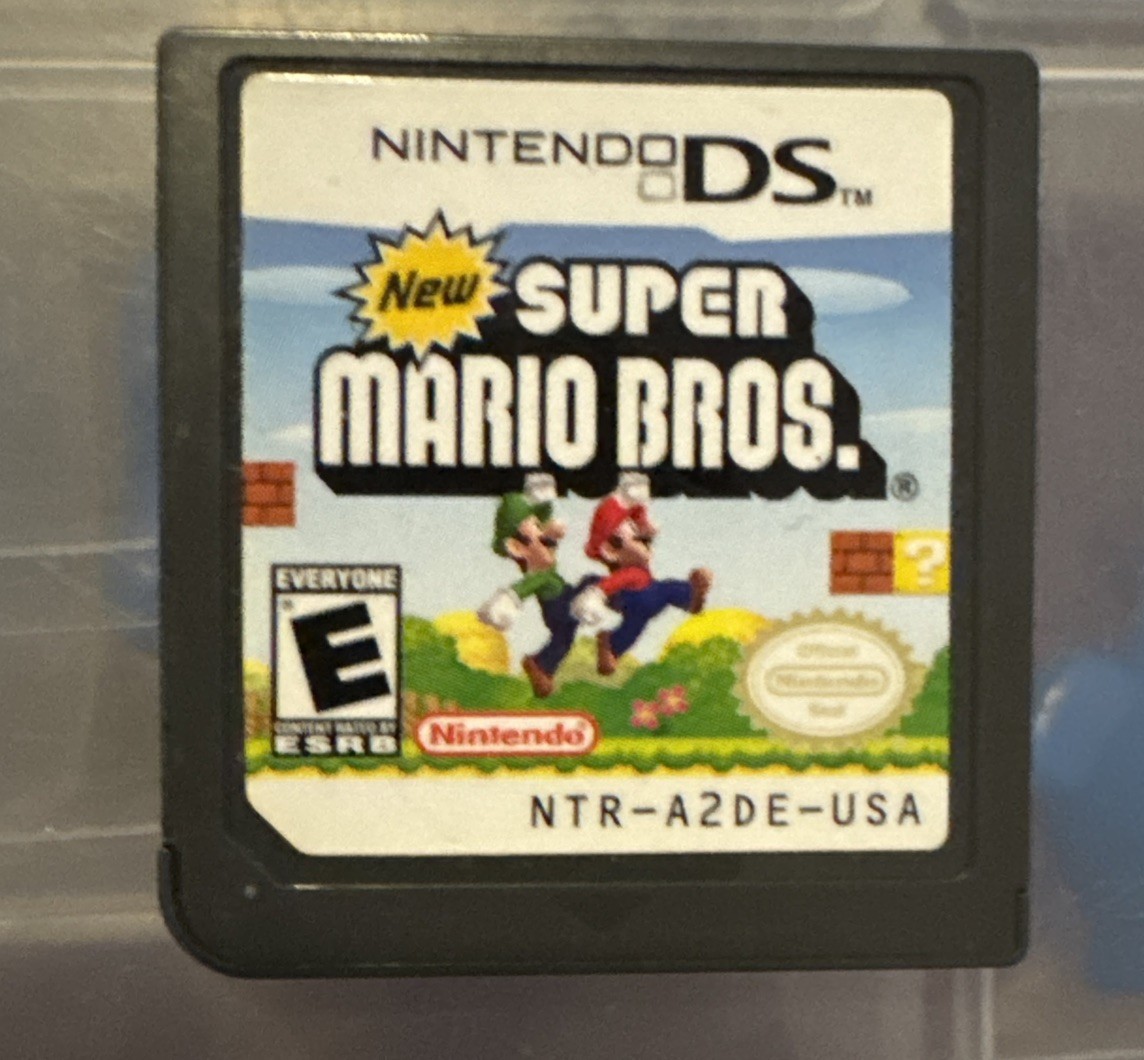 NINTENDO DS™
New SUPER
MARIO BROS.®
?
EVERYONE
E
CONTENT RATED BY
ESRB
Nintendo®
Official
Nintendo
Seal
NTR-A2DE-USA